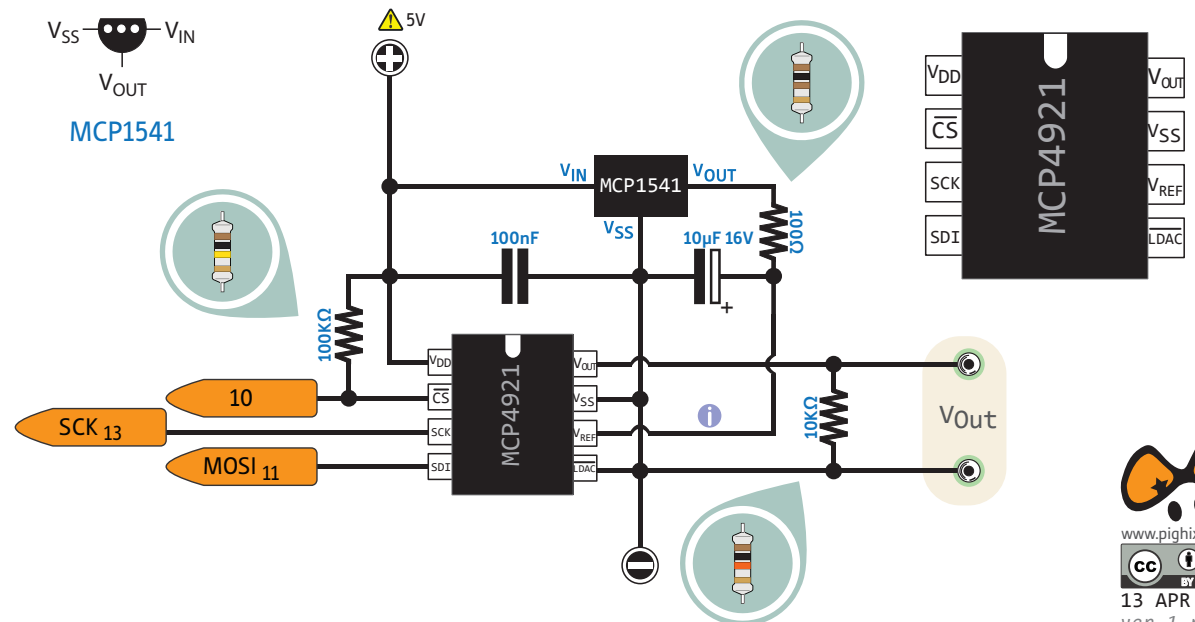 VSS
VIN
VOUT
MCP1541
5V
VIN
MCP1541
VOUT
VSS
100nF
10µF 16V
100Ω
100KΩ
10
SCK 13
MOSI 11
VDD
CS
SCK
SDI
MCP4921
VOUT
VSS
VREF
LDAC
i
+
10KΩ
VOut
VDD
CS
SCK
SDI
MCP4921
VOUT
VSS
VREF
LDAC
www.pighix
CC
BY
13 APR